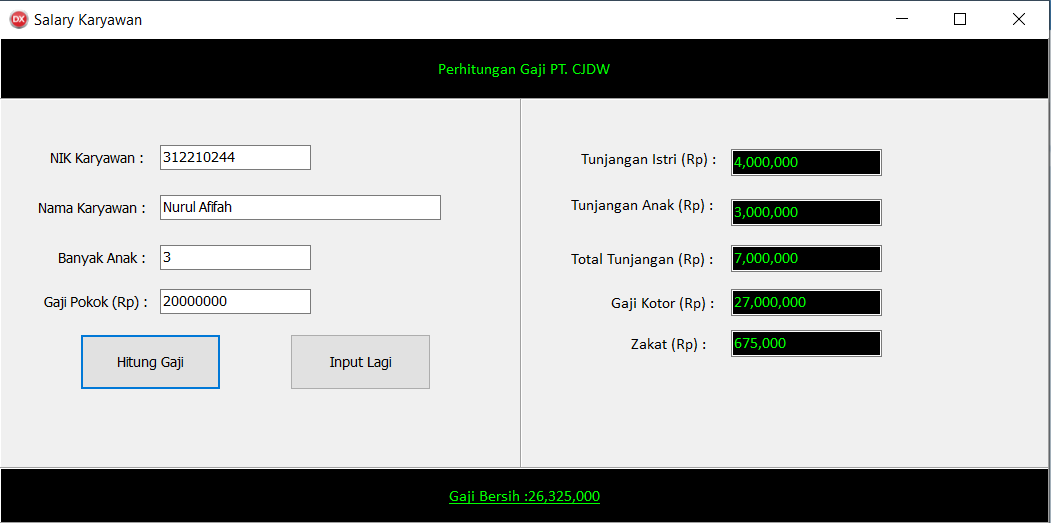 DX Salary Karyawan
Perhitungan Gaji PT. CJDW
NIK Karyawan : 312210244
Nama Karyawan : Nurul Afifah
Banyak Anak : 3
Gaji Pokok (Rp) : 20000000
Hitung Gaji Input Lagi
Tunjangan Istri (Rp) : 4,000,000
Tunjangan Anak (Rp) : 3,000,000
Total Tunjangan (Rp) : 7,000,000
Gaji Kotor (Rp) : 27,000,000
Zakat (Rp) : 675,000
Gaji Bersih :26,325,000